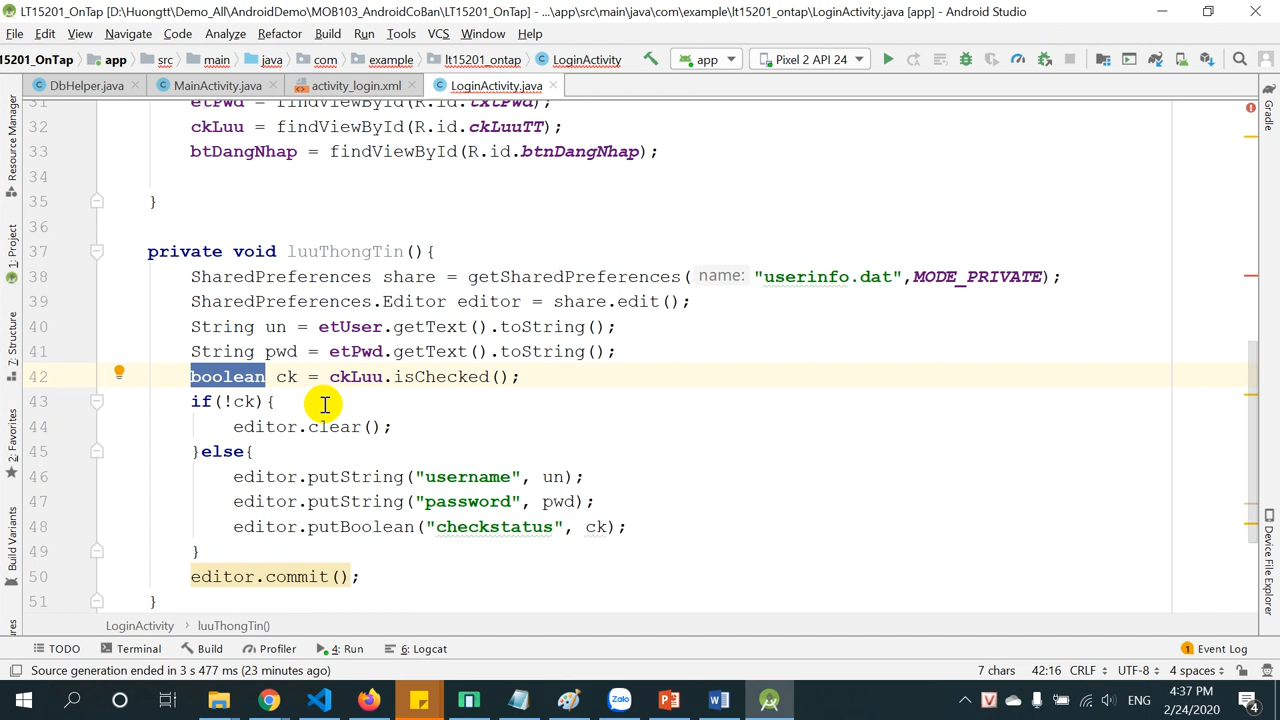 LT15201_OnTap [D:\Huongtt\Demo_All\AndroidDemo\MOB103_AndroidCoBan\LT15201_OnTap] - ...\app\src\main\java\com\example\lt15201_ontap\LoginActivity.java [app] - Android Studio
File Edit View Navigate Code Analyze Refactor Build Run Tools VCS Window Help
15201_OnTap app src main java com example lt15201_ontap LoginActivity app Pixel 2 API 24
DbHelper.java MainActivity.java activity_login.xml LoginActivity.java
31 etPwd = findViewById(R.id.txtPwd);
32 ckLuu = findViewById(R.id.ckLuuTT);
33 btDangNhap = findViewById(R.id.btnDangNhap);
34
35 }
36
37 private void luuThongTin(){
38 SharedPreferences share = getSharedPreferences( name: "userinfo.dat",MODE_PRIVATE);
39 SharedPreferences.Editor editor = share.edit();
40 String un = etUser.getText().toString();
41 String pwd = etPwd.getText().toString();
42 boolean ck = ckLuu.isChecked();
43 if(!ck){
44 editor.clear();
45 }else{
46 editor.putString("username", un);
47 editor.putString("password", pwd);
48 editor.putBoolean("checkstatus", ck);
49 }
50 editor.commit();
51 }
LoginActivity › luuThongTin()
Resource Manager
1: Project
Z: Structure
2: Favorites
Build Variants
Gradle
Device File Explorer
TODO Terminal Build Profiler 4: Run 6: Logcat 1 Event Log
Source generation ended in 3 s 477 ms (23 minutes ago) 7 chars 42:16 CRLF UTF-8 4 spaces
Zalo ENG 4:37 PM
2/24/2020 4